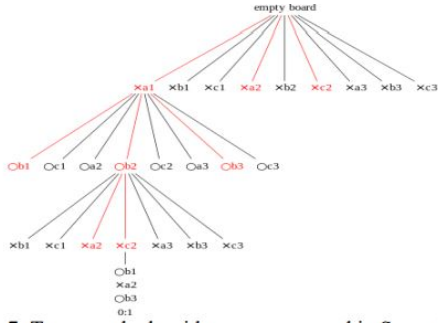 empty board
×a1 ×b1 ×c1 ×a2 ×b2 ×c2 ×a3 ×b3 ×c3
○b1 ○c1 ○a2 ○b2 ○c2 ○a3 ○b3 ○c3
×b1 ×c1 ×a2 ×c2 ×a3 ×b3 ×c3
○b1
×a2
○b3
0:1